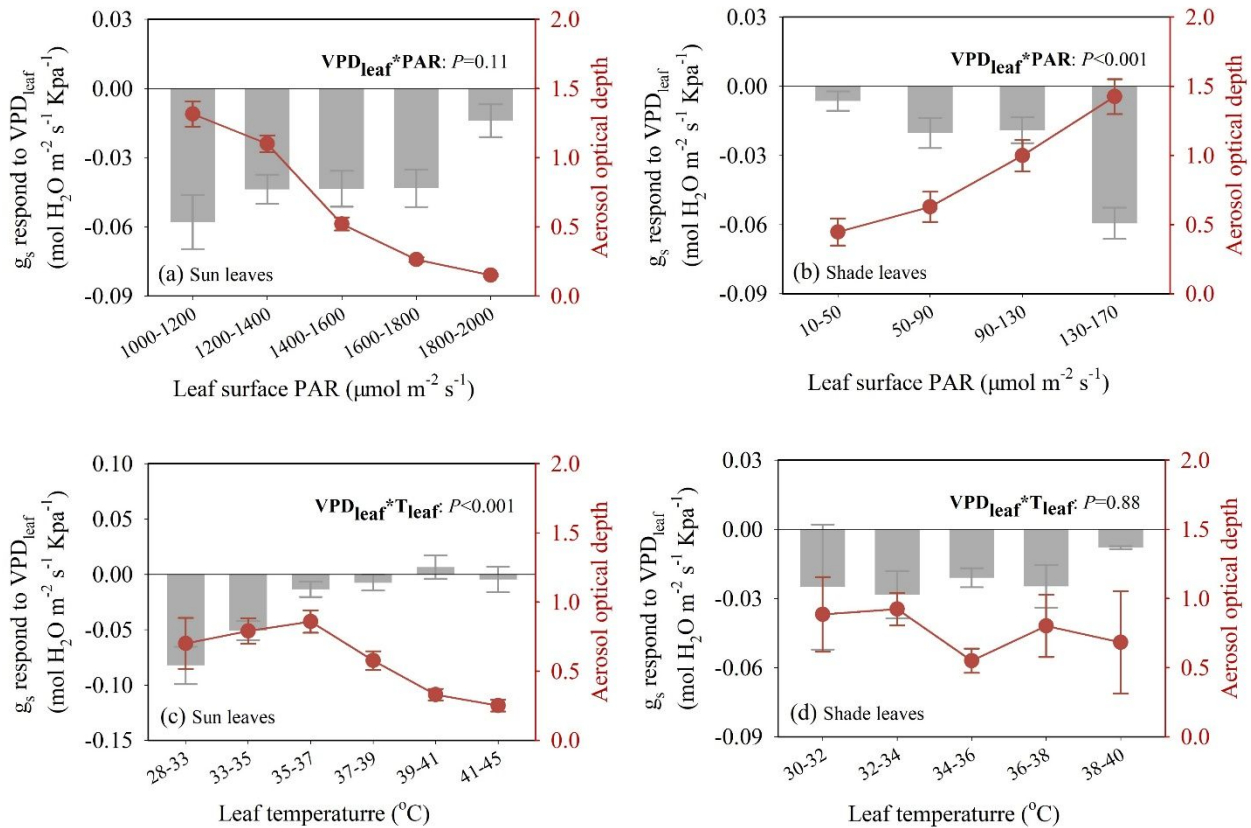 0.03
0.00
-0.03
-0.06
-0.09
gs respond to VPDleaf
(mol H2O m-2 s-1 Kpa-1)
VPDleaf*PAR: P=0.11
(a) Sun leaves
2.0
1.5
1.0
0.5
0.0
Aerosol optical depth
1000-1200
1200-1400
1400-1600
1600-1800
1800-2000
Leaf surface PAR (μmol m-2 s-1)
0.03
0.00
-0.03
-0.06
-0.09
gs respond to VPDleaf
(mol H2O m-2 s-1 Kpa-1)
VPDleaf*PAR: P<0.001
(b) Shade leaves
2.0
1.5
1.0
0.5
0.0
Aerosol optical depth
10-50
50-90
90-130
130-170
Leaf surface PAR (μmol m-2 s-1)
0.10
0.05
0.00
-0.05
-0.10
-0.15
gs respond to VPDleaf
(mol H2O m-2 s-1 Kpa-1)
VPDleaf*Tleaf: P<0.001
(c) Sun leaves
2.0
1.5
1.0
0.5
0.0
Aerosol optical depth
28-33
33-35
35-37
37-39
39-41
41-45
Leaf temperaturre (oC)
0.03
0.00
-0.03
-0.06
-0.09
gs respond to VPDleaf
(mol H2O m-2 s-1 Kpa-1)
VPDleaf*Tleaf: P=0.88
(d) Shade leaves
2.0
1.5
1.0
0.5
0.0
Aerosol optical depth
30-32
32-34
34-36
36-38
38-40
Leaf temperaturre (oC)